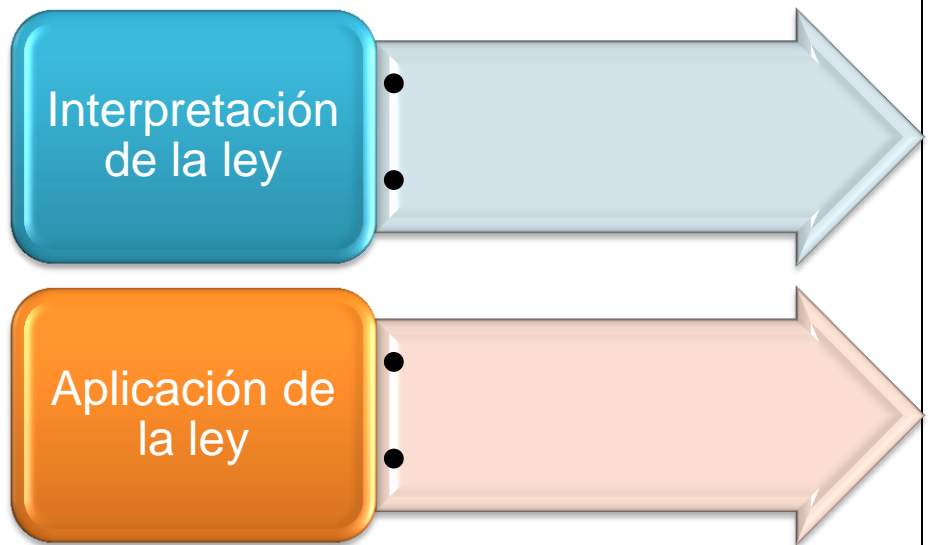 Interpretación
de la ley
•
•
Aplicación de
la ley
•
•